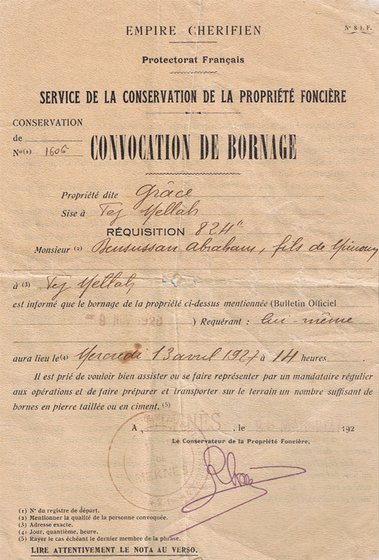 EMPIRE CHERIFIEN
N° 8 I. F.
Protectorat Français
SERVICE DE LA CONSERVATION DE LA PROPRIÉTÉ FONCIÈRE
CONSERVATION
de
N°(1) 1606
CONVOCATION DE BORNAGE
Propriété dite Grâce
Sise à Fez Mellah
RÉQUISITION 824
Monsieur (2) Bensussan Abraham, fils de
à (3) Fez Mellah
est informé que le bornage de la propriété ci-dessus mentionnée (Bulletin Officiel
) Requérant : lui-même
aura lieu le(4) Mercredi 13 avril 1927 à 14 heures
Il est prié de vouloir bien assister ou se faire représenter par un mandataire régulier
aux opérations et de faire préparer et transporter sur le terrain un nombre suffisant de
bornes en pierre taillée ou en ciment.(5)
A MEKNÈS, le 192
Le Conservateur de la Propriété Foncière,
MEKNÈS
(1) N° du registre de départ.
(2) Mentionner la qualité de la personne convoquée.
(3) Adresse exacte.
(4) Jour, quantième, heure.
(5) Rayer le cas échéant le dernier membre de la phrase.
LIRE ATTENTIVEMENT LE NOTA AU VERSO.